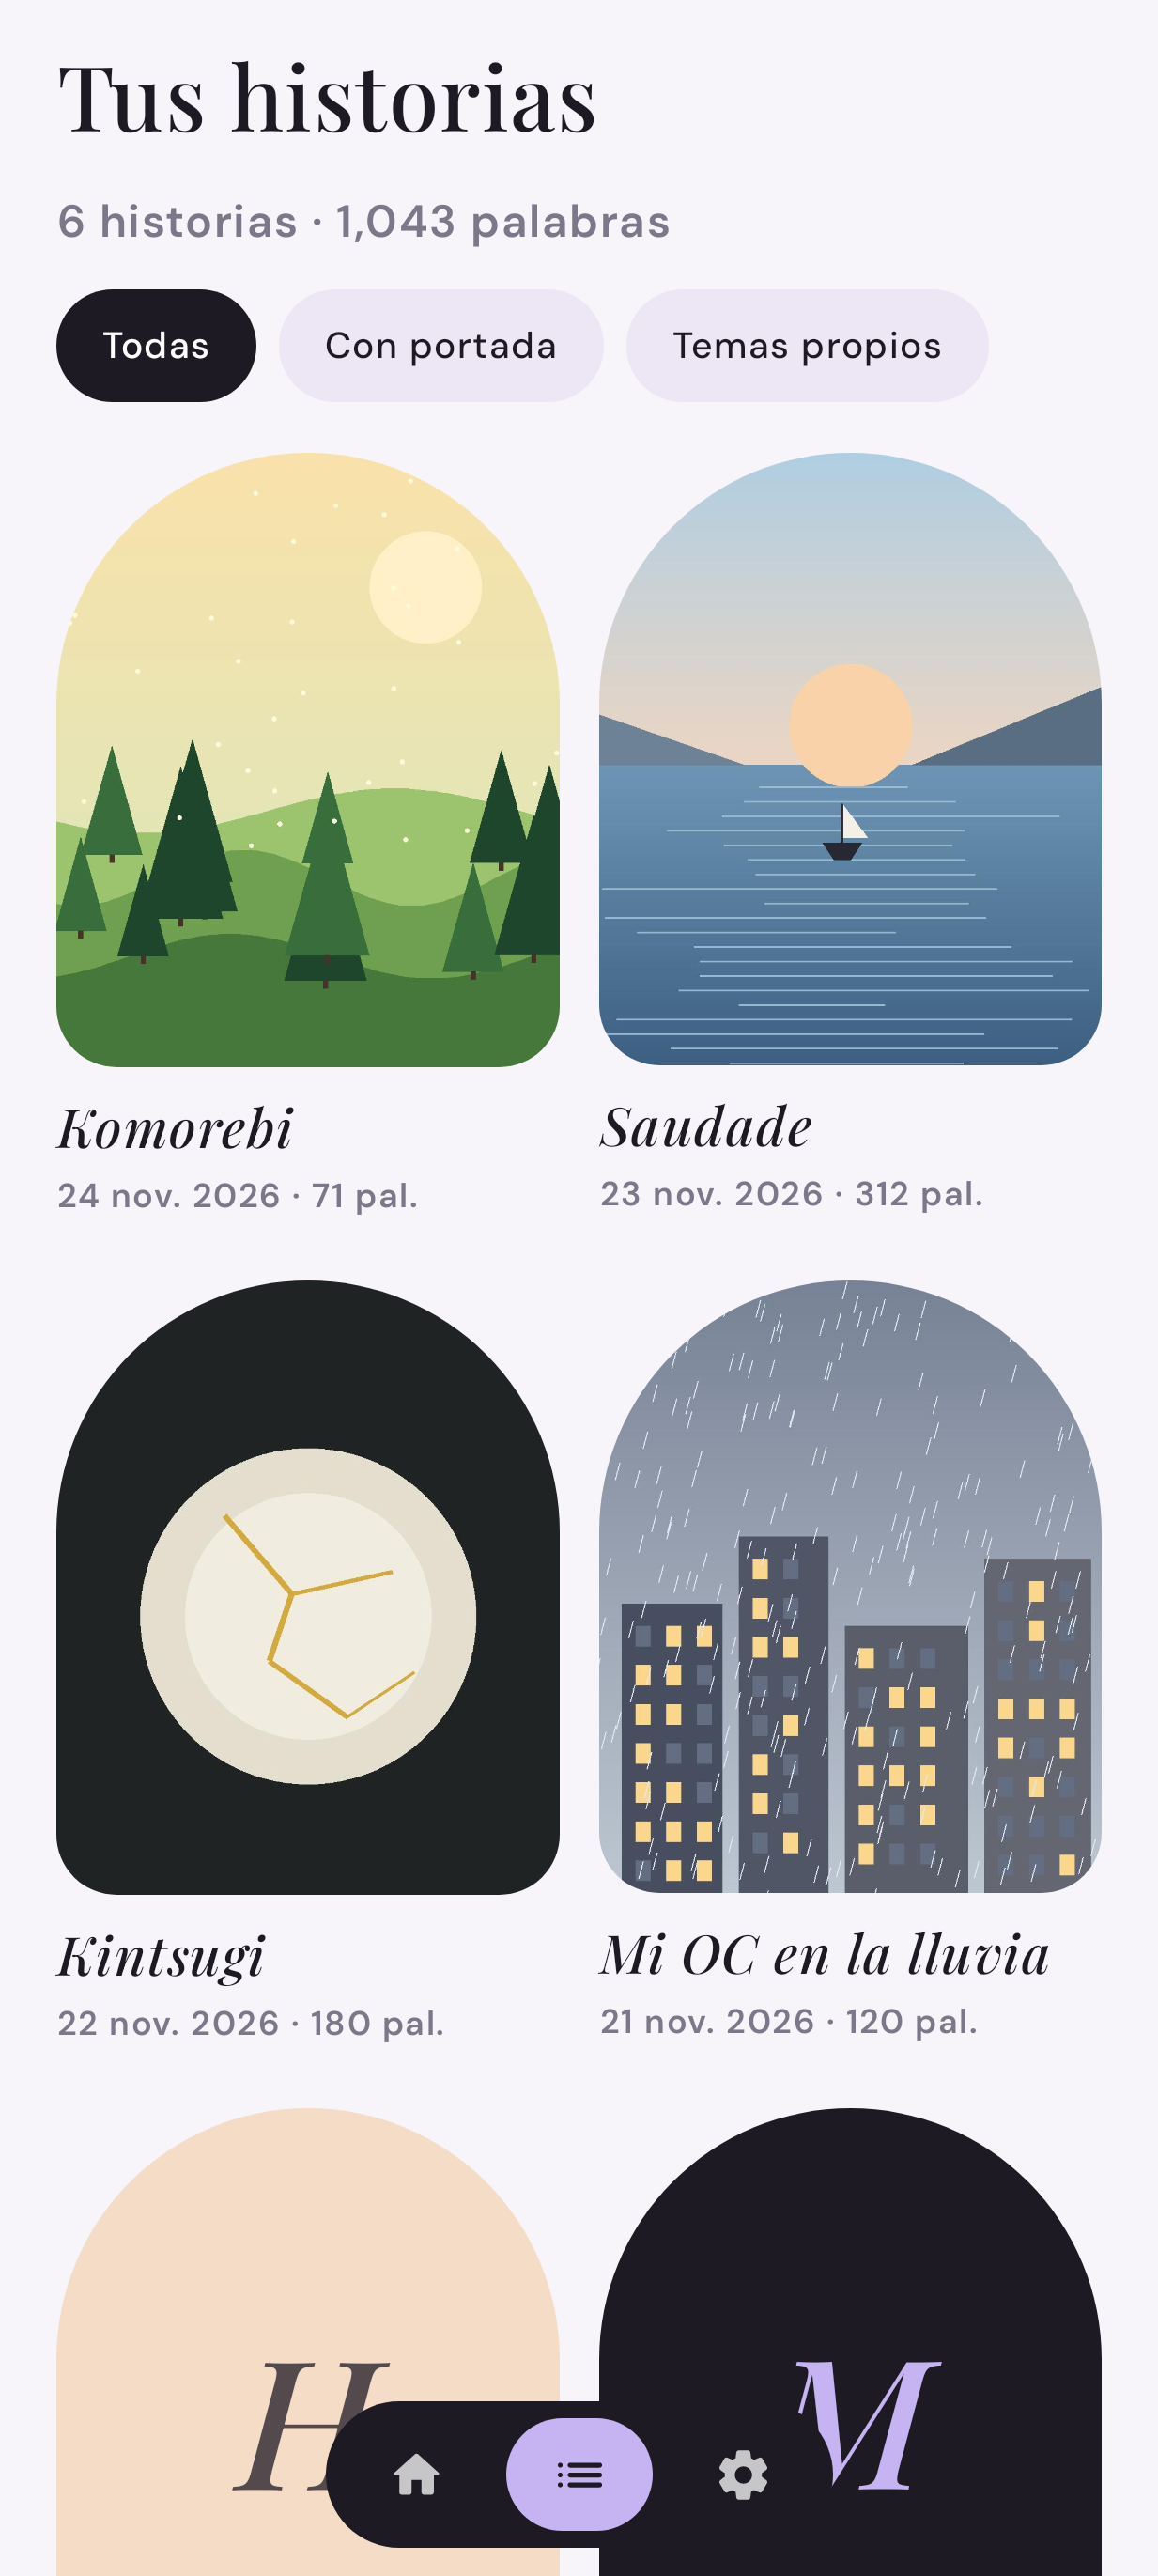 Tus historias
6 historias · 1,043 palabras
Todas
Con portada
Temas propios
Komorebi
24 nov. 2026 · 71 pal.
Saudade
23 nov. 2026 · 312 pal.
Kintsugi
22 nov. 2026 · 180 pal.
Mi OC en la lluvia
21 nov. 2026 · 120 pal.
H
M